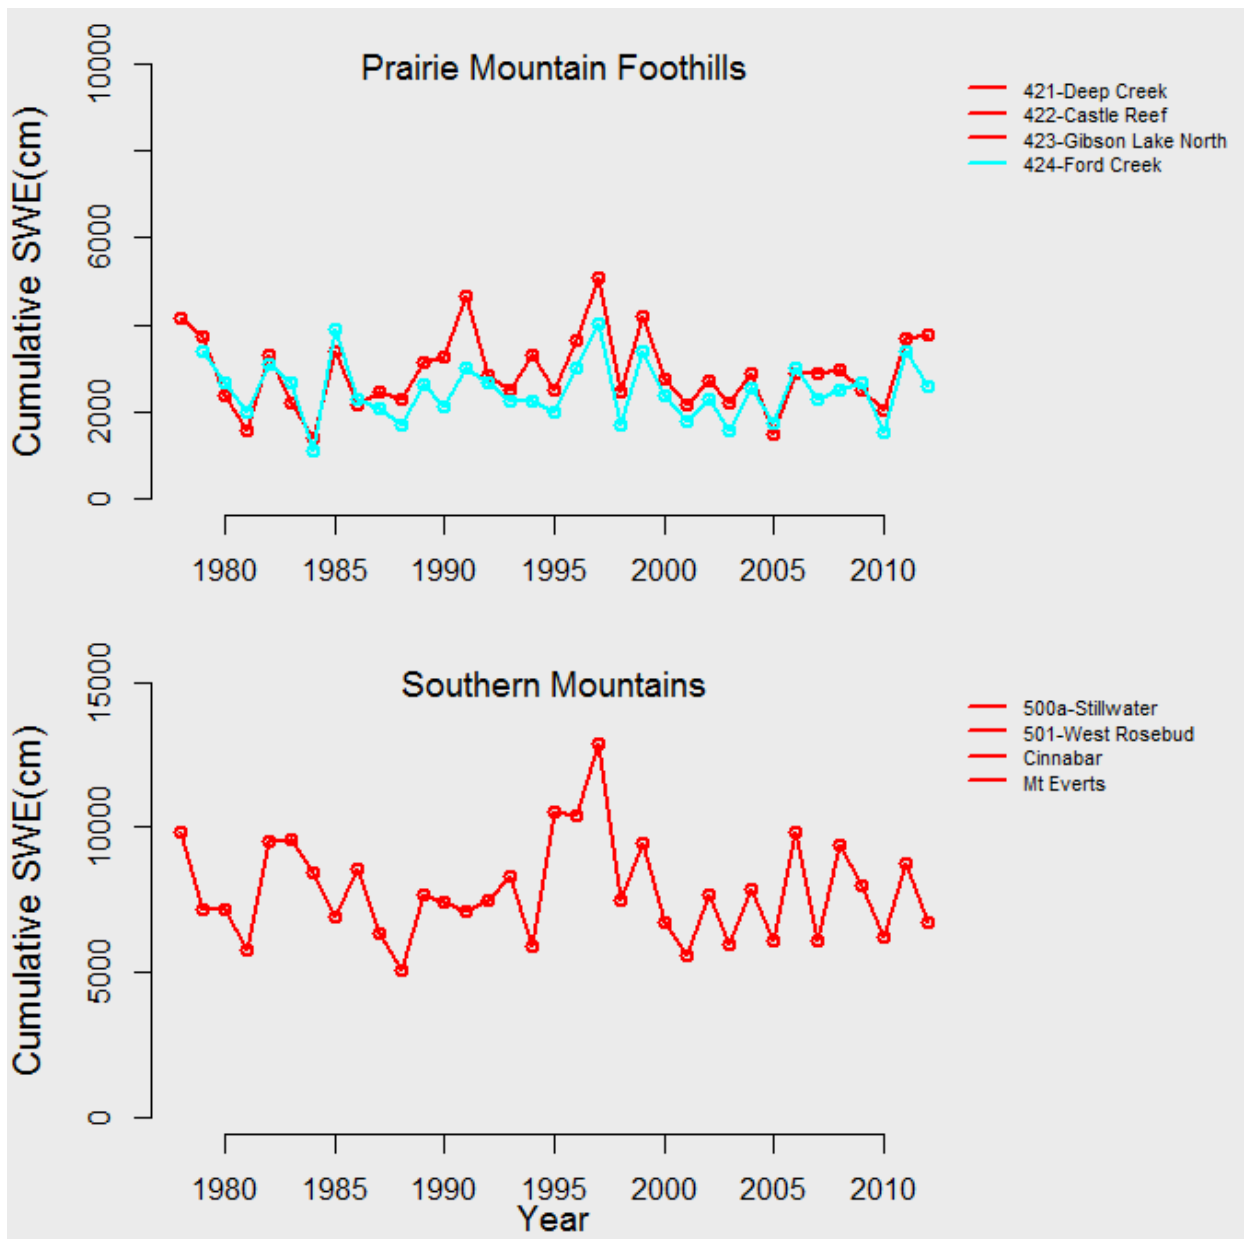 Prairie Mountain Foothills
Cumulative SWE(cm)
10000
6000
2000
0
1980 1985 1990 1995 2000 2005 2010
421-Deep Creek
422-Castle Reef
423-Gibson Lake North
424-Ford Creek
Southern Mountains
Cumulative SWE(cm)
15000
10000
5000
0
1980 1985 1990 1995 2000 2005 2010
Year
500a-Stillwater
501-West Rosebud
Cinnabar
Mt Everts